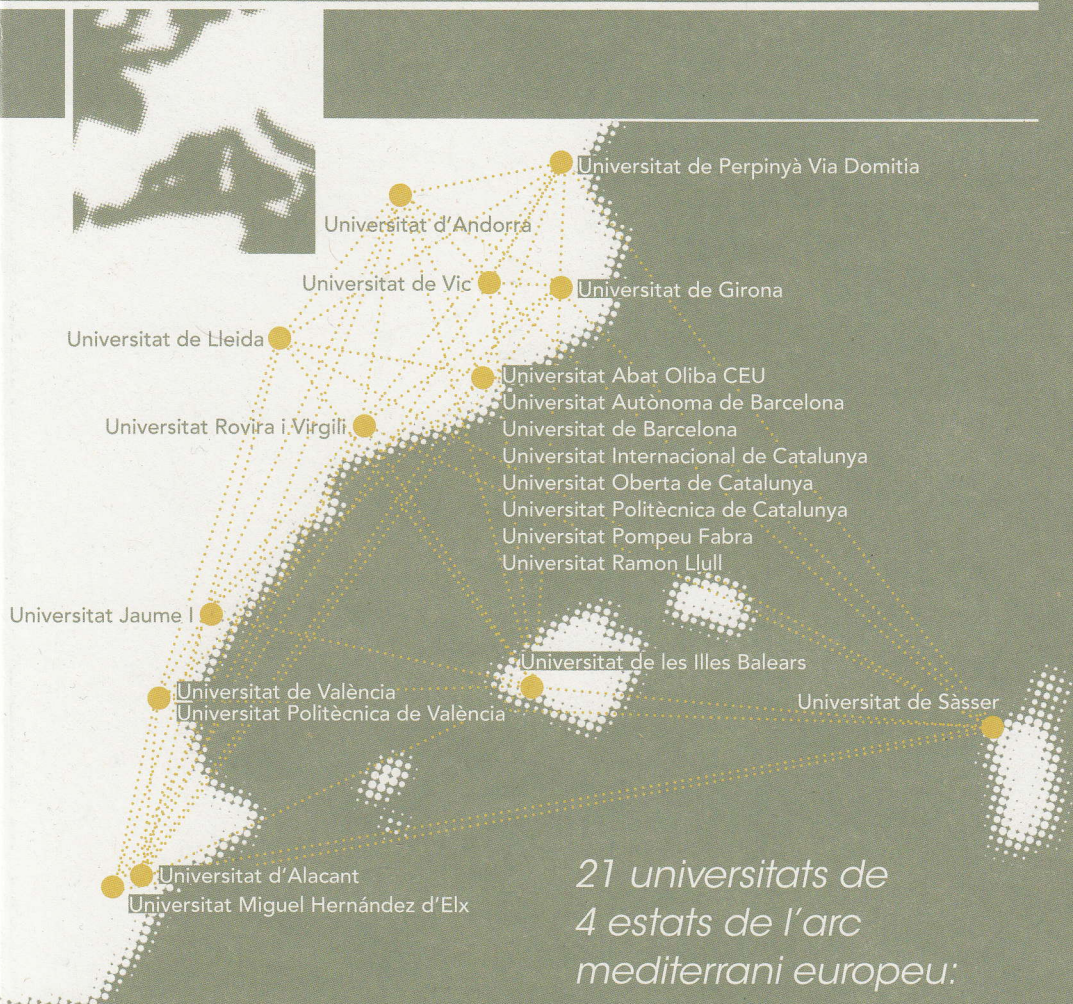 Universitat de Perpinyà Via Domitia
Universitat d'Andorra
Universitat de Vic
Universitat de Girona
Universitat de Lleida
Universitat Abat Oliba CEU
Universitat Autònoma de Barcelona
Universitat de Barcelona
Universitat Internacional de Catalunya
Universitat Oberta de Catalunya
Universitat Politècnica de Catalunya
Universitat Pompeu Fabra
Universitat Ramon Llull
Universitat Rovira i Virgili
Universitat Jaume I
Universitat de les Illes Balears
Universitat de València
Universitat Politècnica de València
Universitat de Sàsser
Universitat d'Alacant
Universitat Miguel Hernández d'Elx
21 universitats de
4 estats de l'arc
mediterrani europeu: